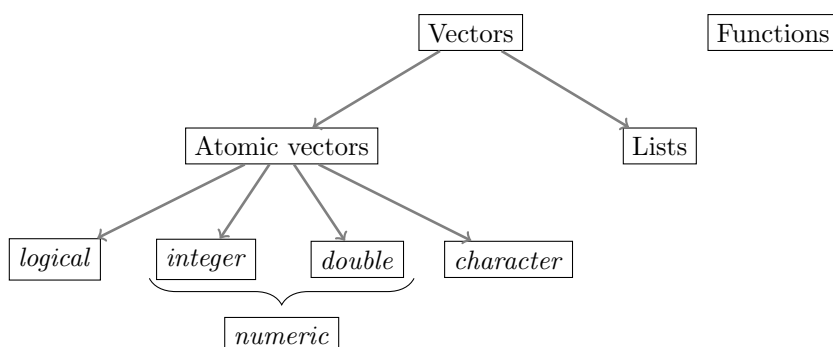 Vectors
Functions
Atomic vectors
Lists
logical
integer
double
character
numeric